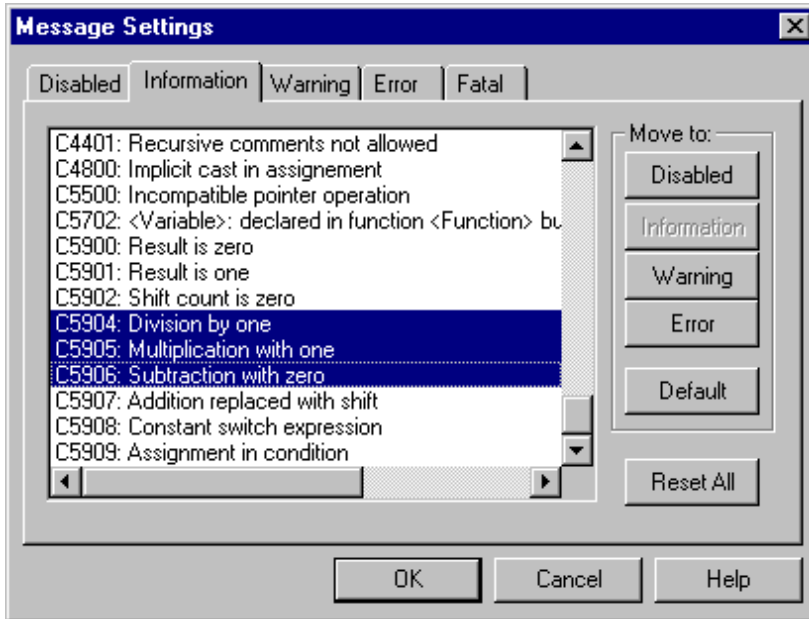 Message Settings
Disabled Information Warning Error Fatal
C4401: Recursive comments not allowed
C4800: Implicit cast in assignement
C5500: Incompatible pointer operation
C5702: <Variable>: declared in function <Function> bu
C5900: Result is zero
C5901: Result is one
C5902: Shift count is zero
C5904: Division by one
C5905: Multiplication with one
C5906: Subtraction with zero
C5907: Addition replaced with shift
C5908: Constant switch expression
C5909: Assignment in condition
Move to:
Disabled
Information
Warning
Error
Default
Reset All
OK Cancel Help